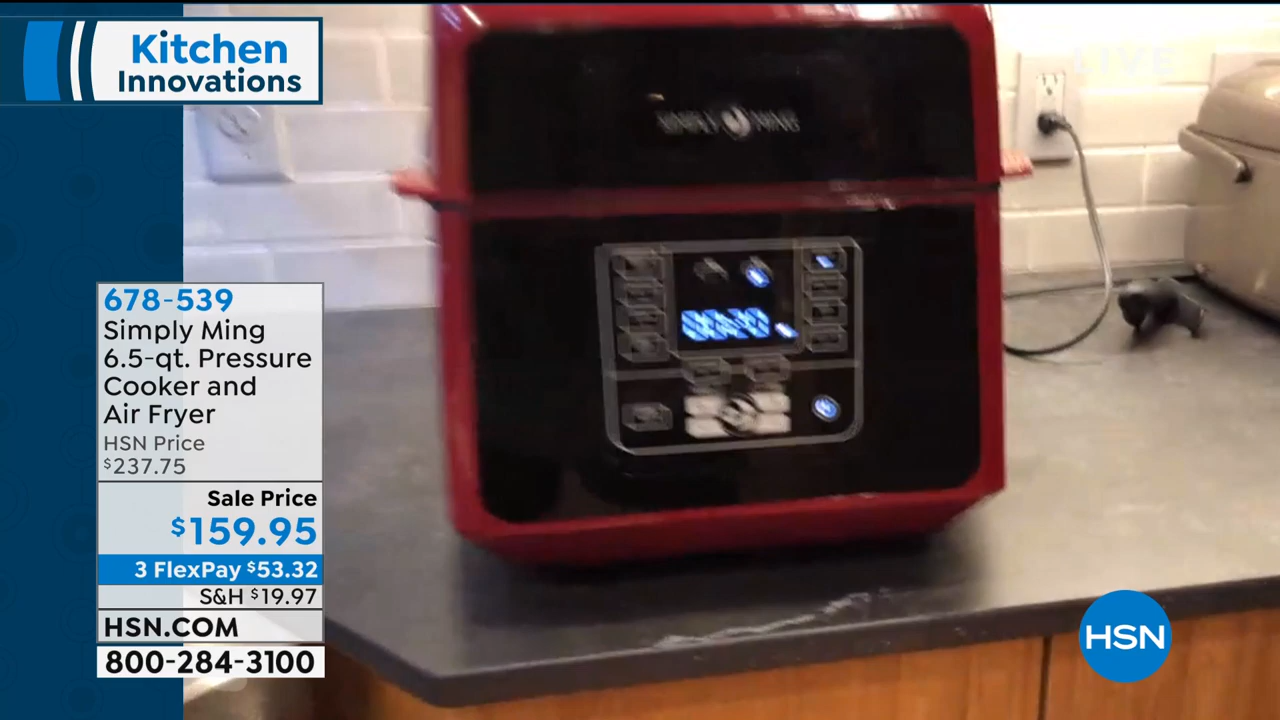 Kitchen
Innovations
LIVE
SIMPLY MING
678-539
Simply Ming
6.5-qt. Pressure
Cooker and
Air Fryer
HSN Price
$237.75
Sale Price
$159.95
3 FlexPay $53.32
S&H $19.97
HSN.COM
800-284-3100
HSN